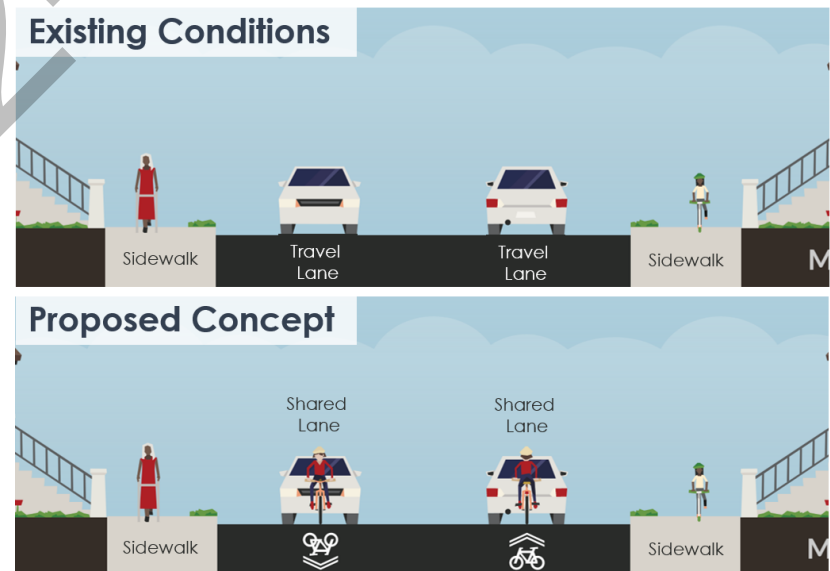 Existing Conditions
Sidewalk
Travel
Lane
Travel
Lane
Sidewalk
M
Proposed Concept
Shared
Lane
Shared
Lane
Sidewalk
Sidewalk
M